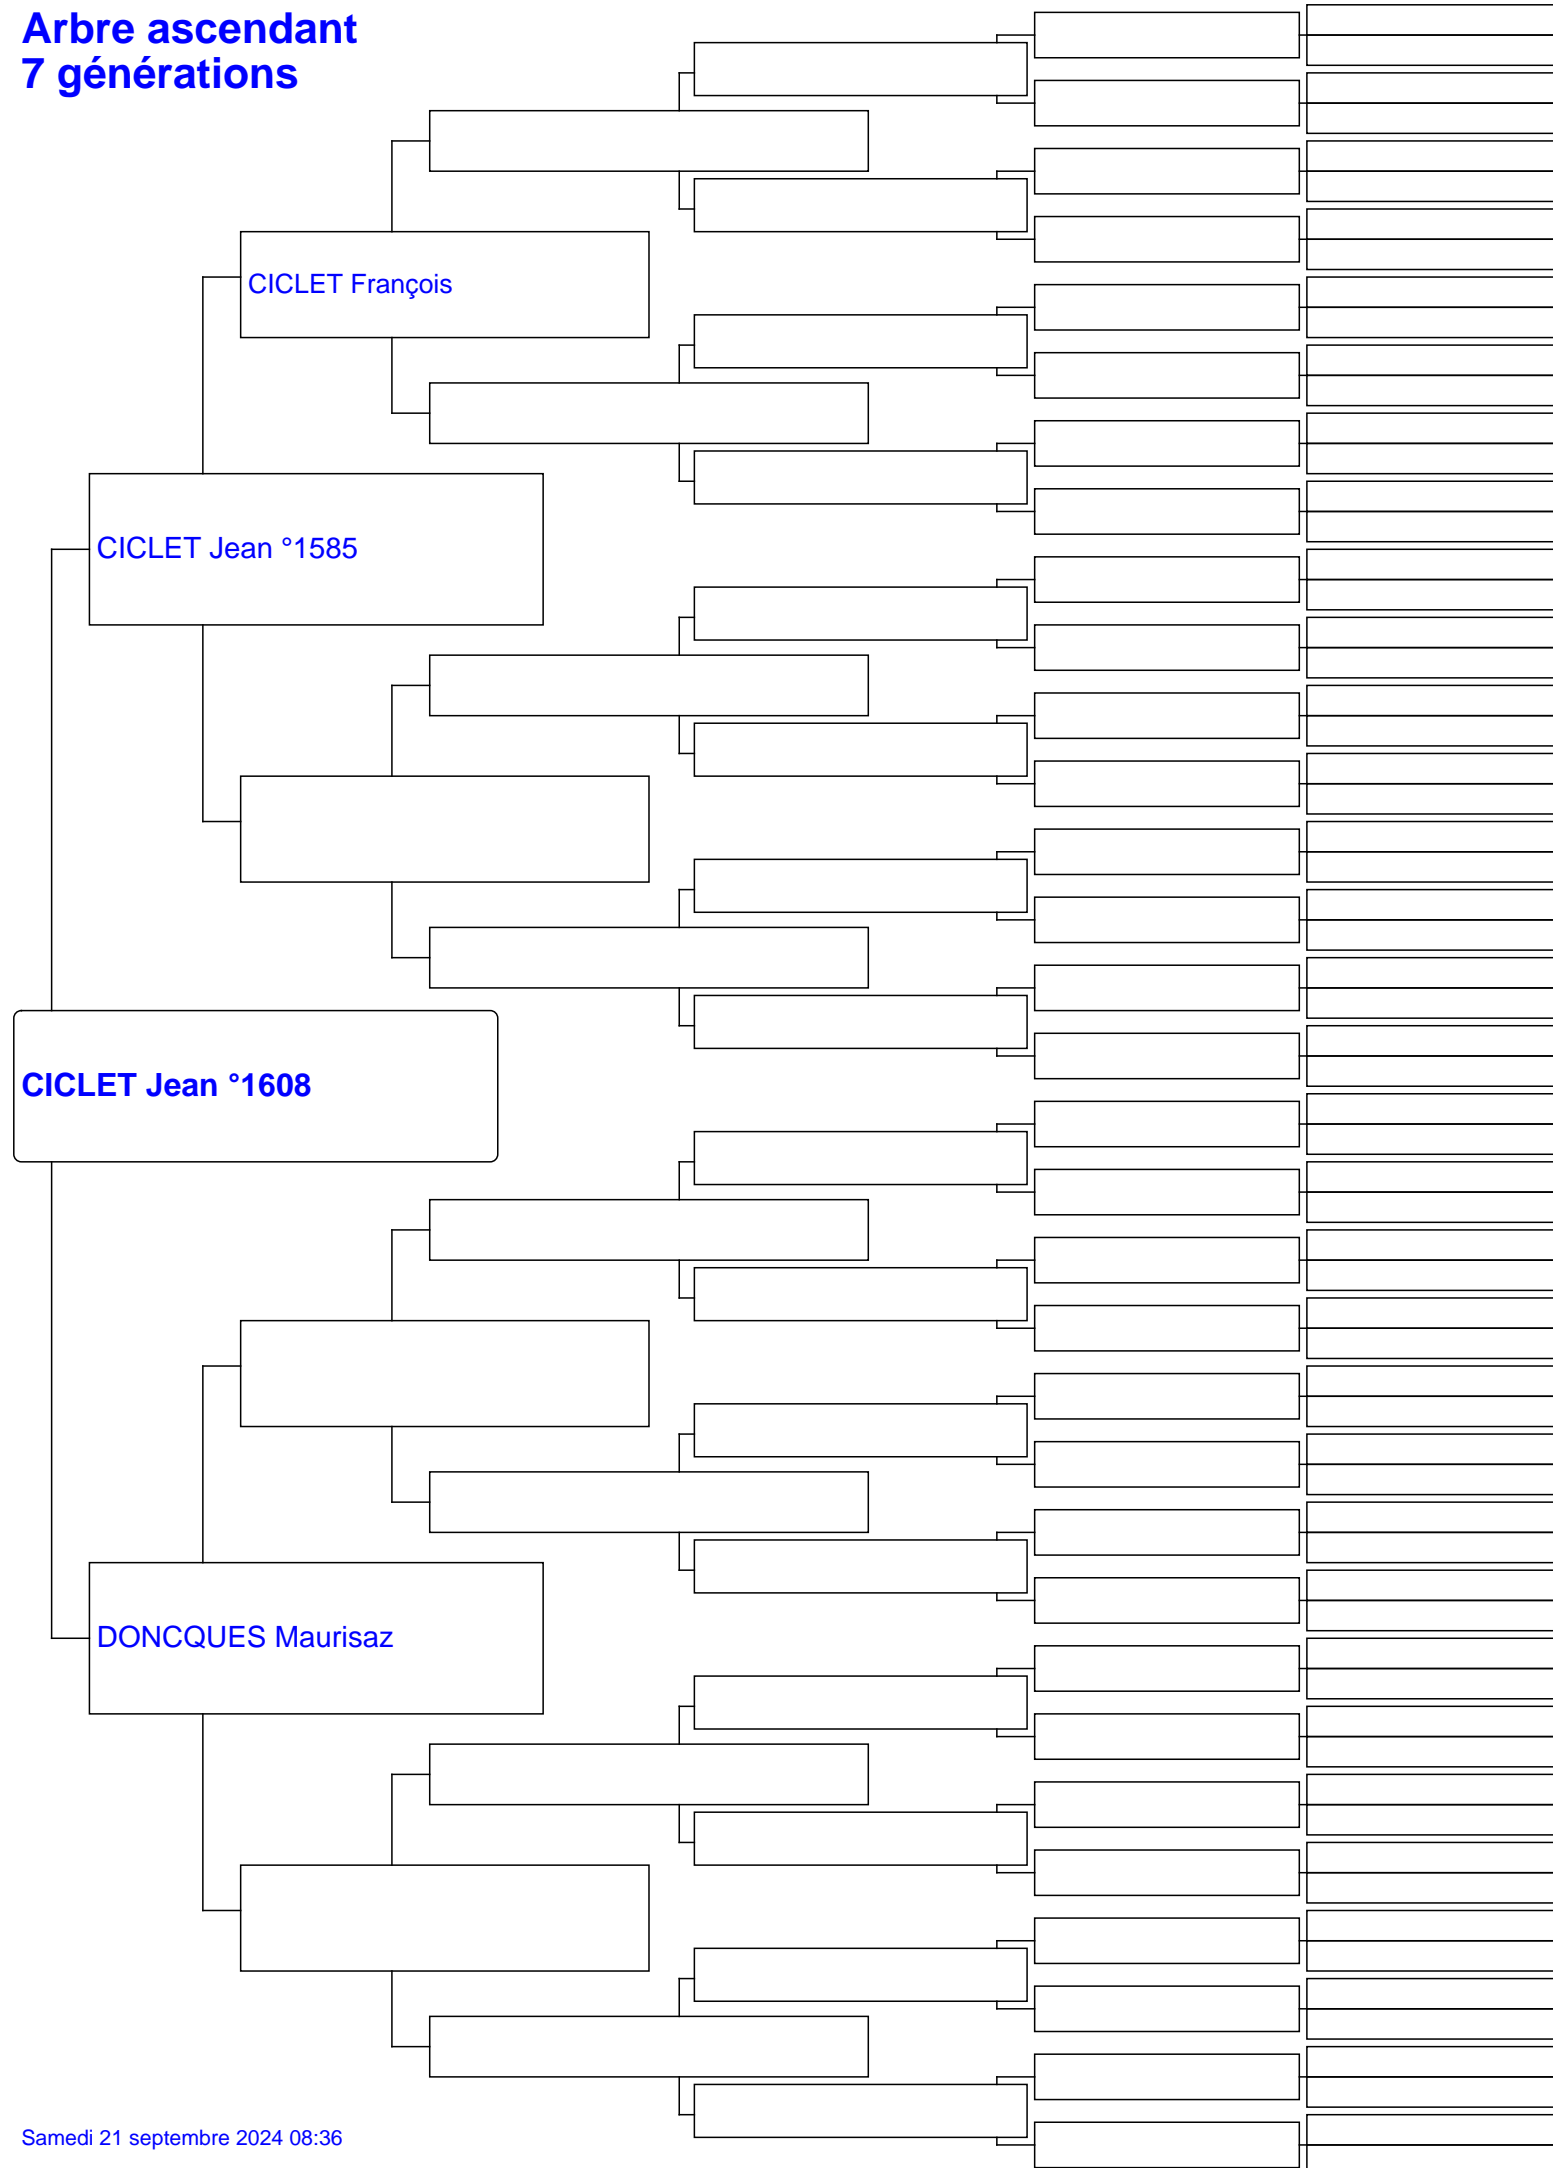 Arbre ascendant
7 générations
CICLET François
CICLET Jean °1585
CICLET Jean °1608
DONCQUES Maurisaz
Samedi 21 septembre 2024 08:36